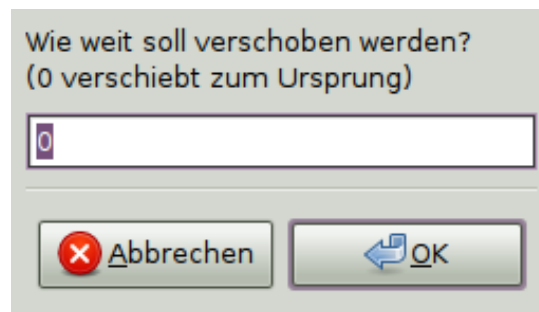 Wie weit soll verschoben werden?
(0 verschiebt zum Ursprung)
0
Abbrechen
OK